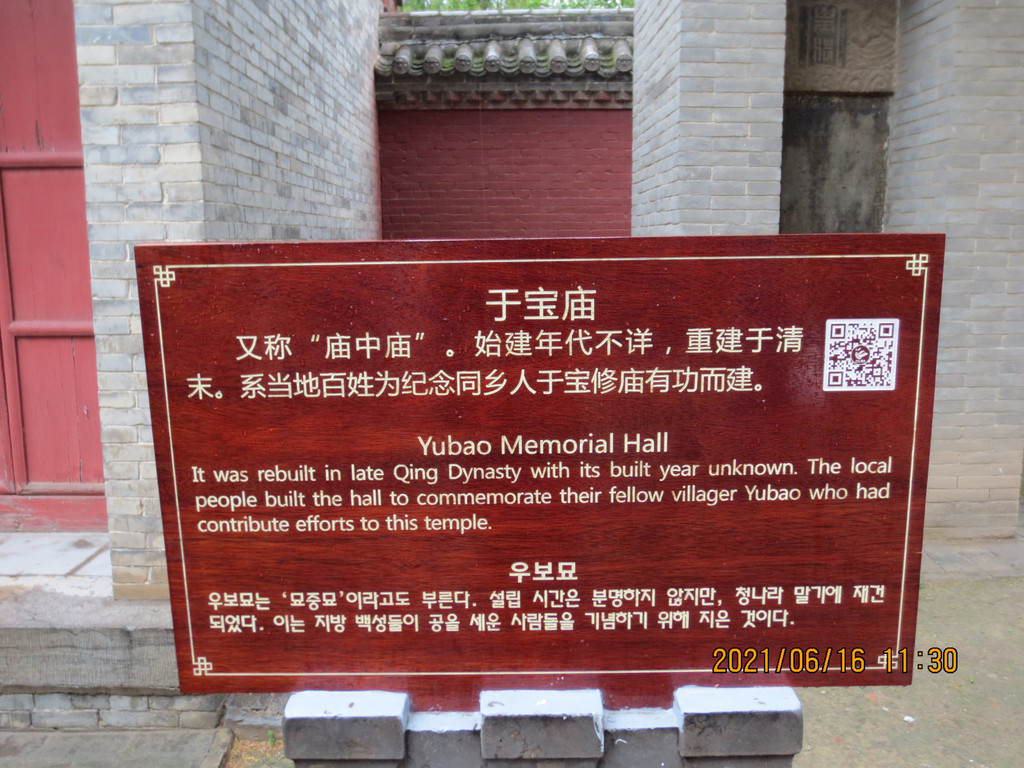 于宝庙
又称“庙中庙”。始建年代不详，重建于清
末。系当地百姓为纪念同乡人于宝修庙有功而建。
Yubao Memorial Hall
It was rebuilt in late Qing Dynasty with its built year unknown. The local
people built the hall to commemorate their fellow villager Yubao who had
contribute efforts to this temple.
우보묘
우보묘는 ‘묘중묘’이라고도 부른다. 설립 시간은 분명하지 않지만, 청나라 말기에 재건
되었다. 이는 지방 백성들이 공을 세운 사람들을 기념하기 위해 지은 것이다.
2021/06/16 11:30